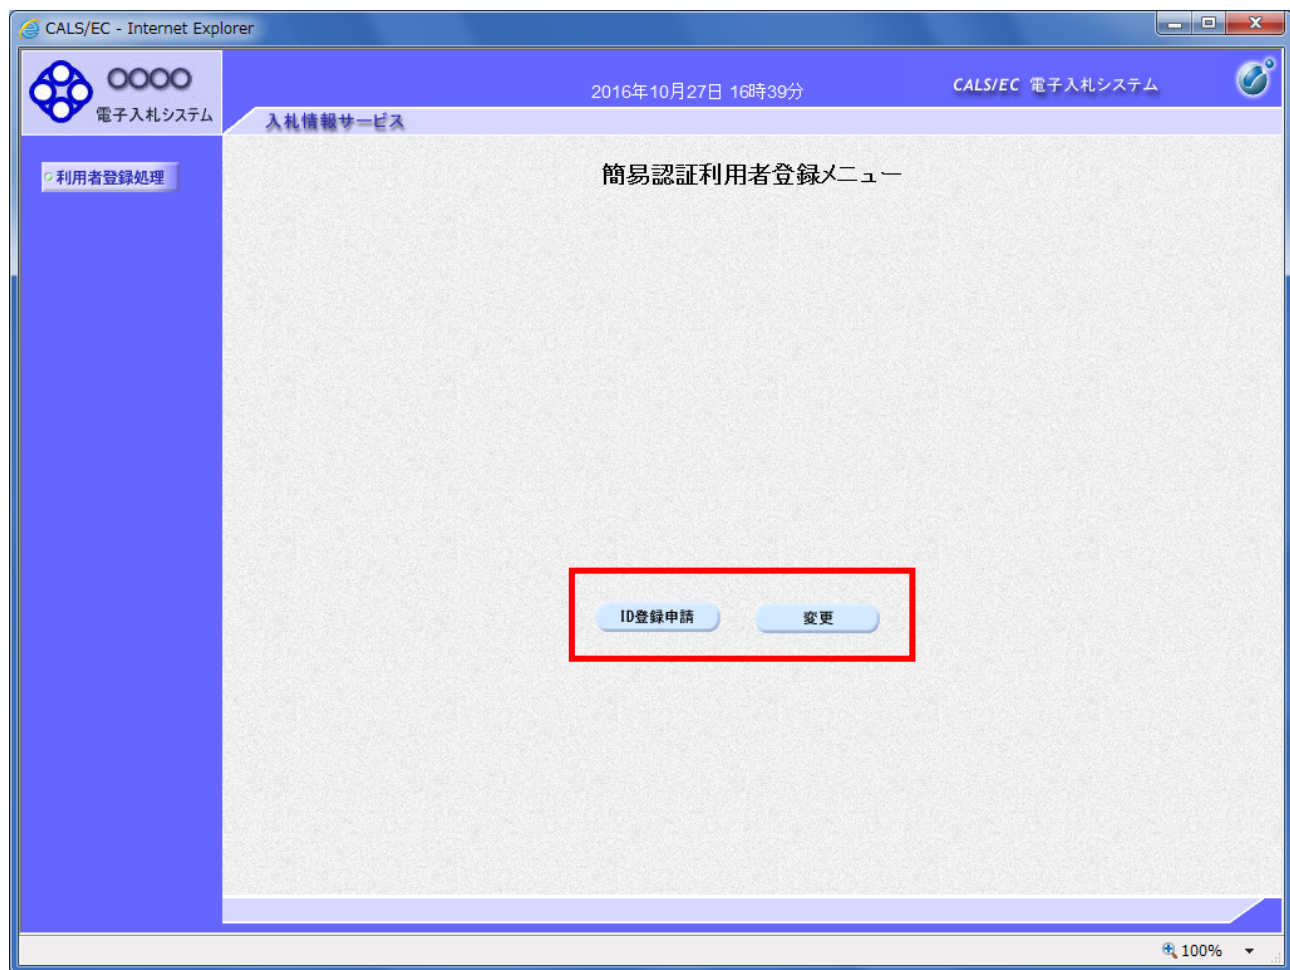 CALS/EC - Internet Explorer
〇〇〇〇
電子入札システム
2016年10月27日 16時39分
CALS/EC 電子入札システム
入札情報サービス
利用者登録処理
簡易認証利用者登録メニュー
ID登録申請
変更
100%